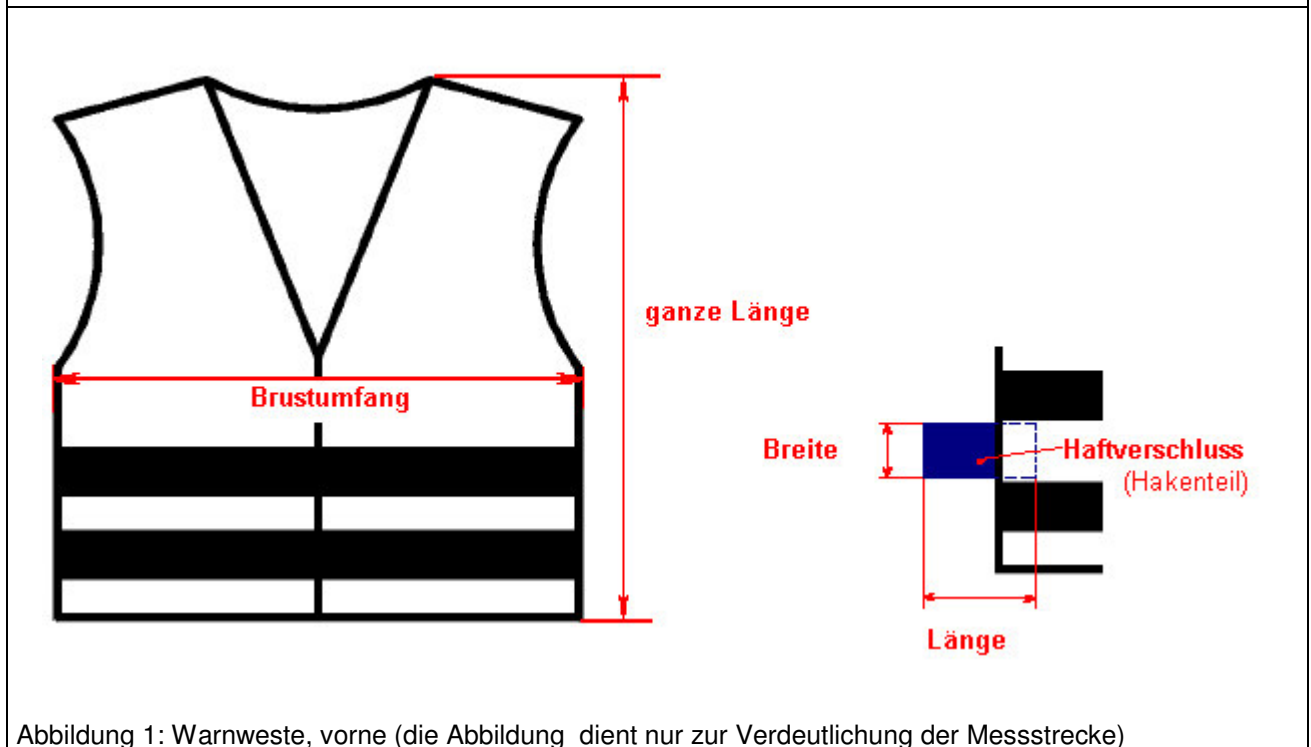 ganze Länge
Brustumfang
Breite
Haftverschluss
(Hakenteil)
Länge
Abbildung 1: Warnweste, vorne (die Abbildung dient nur zur Verdeutlichung der Messstrecke)